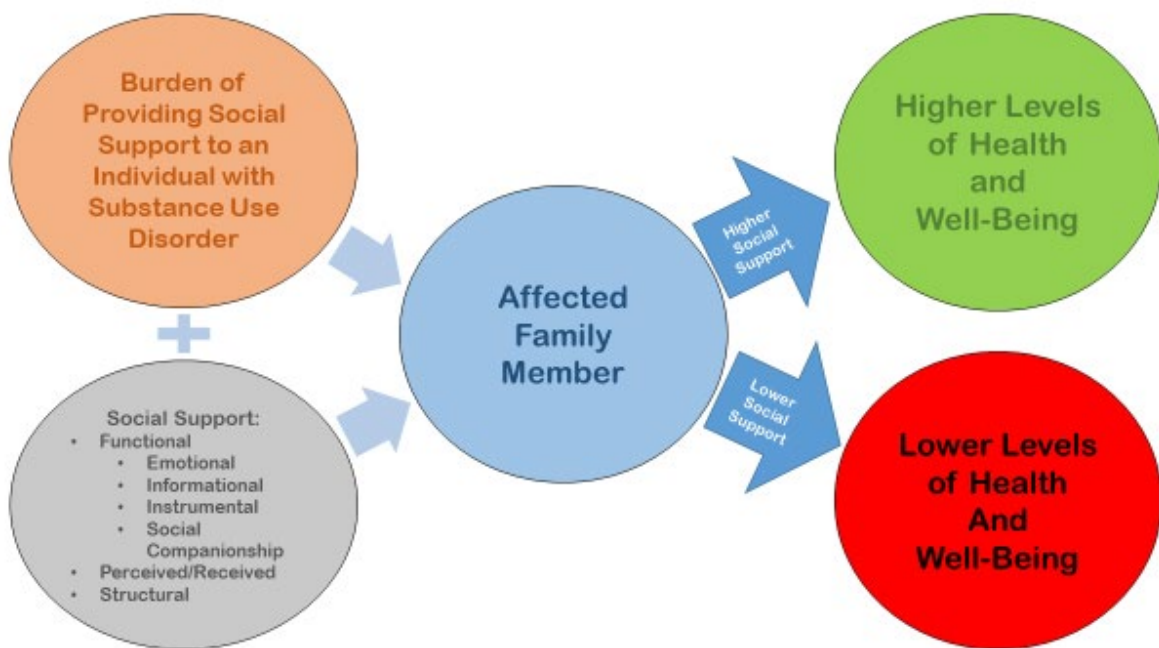 Burden of
Providing Social
Support to an
Individual with
Substance Use
Disorder
Social Support:
• Functional
• Emotional
• Informational
• Instrumental
• Social
Companionship
• Perceived/Received
• Structural
Affected
Family
Member
Higher
Social
Support
Lower
Social
Support
Higher Levels
of Health
and
Well-Being
Lower Levels
of Health
And
Well-Being